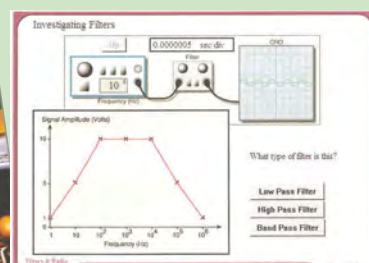 Investigating Filters
0.0000005 sec/div
CRO
Filter
10
Frequency (Hz)
Signal Amplitude (Volts)
10
5
1
0
1 10 10² 10³ 10⁴ 10⁵ 10⁶
Frequency (Hz)
What type of filter is this?
Low Pass Filter
High Pass Filter
Band Pass Filter